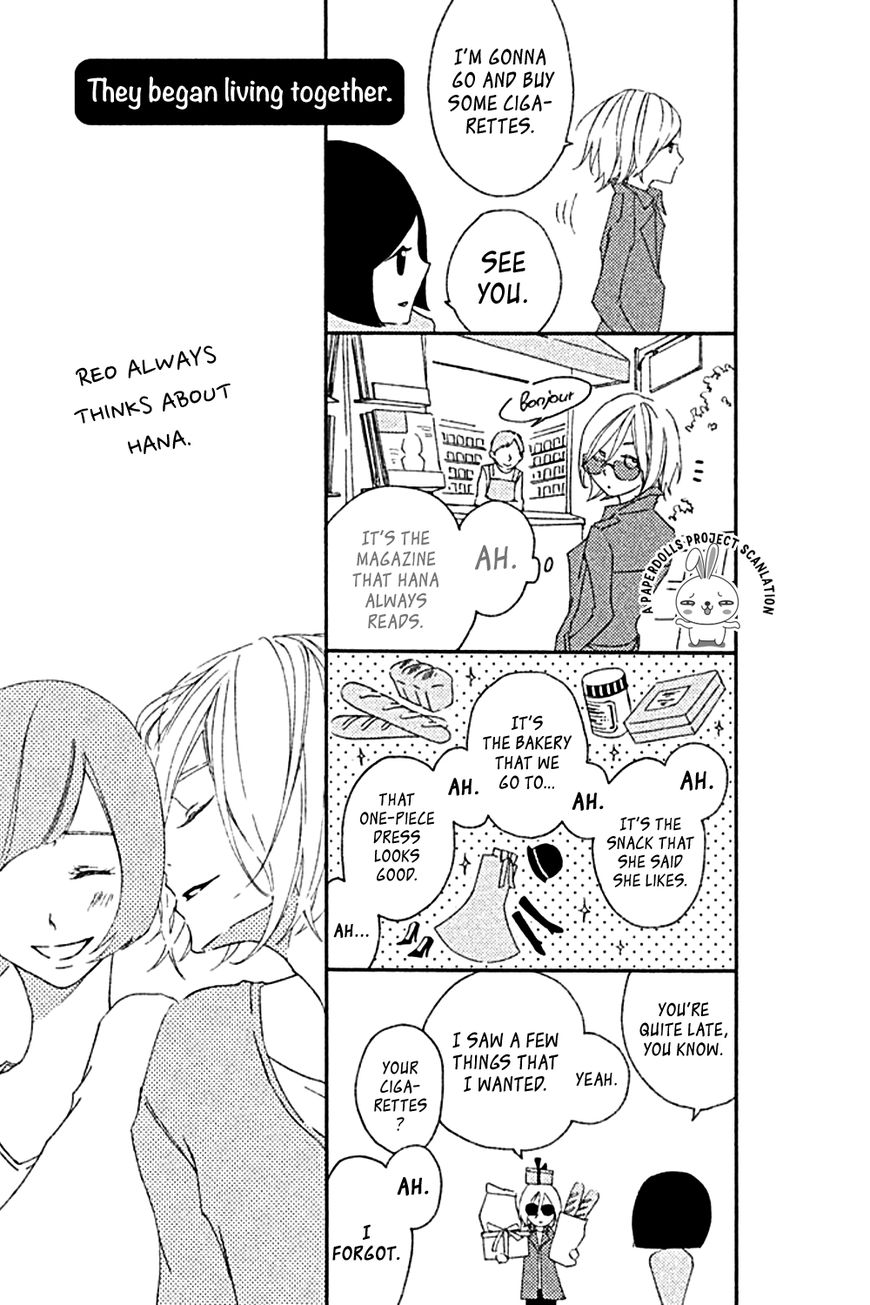 They began living together.
I'M GONNA
GO AND BUY
SOME CIGA-
RETTES.
SEE
YOU.
REO ALWAYS
THINKS ABOUT
HANA.
Bonjour
AH.
IT'S THE
MAGAZINE
THAT HANA
ALWAYS
READS.
A PAPERDOLLS PROJECT SCANLATION
AH.
IT'S THE
SNACK THAT
SHE SAID
SHE LIKES.
AH.
IT'S
THE BAKERY
THAT WE
GO TO...
AH.
THAT
ONE-PIECE
DRESS
LOOKS
GOOD.
AH...
YOU'RE
QUITE LATE,
YOU KNOW.
YEAH.
I SAW A FEW
THINGS THAT
I WANTED.
YOUR
CIGA-
RETTES
?
AH.
I
FORGOT.